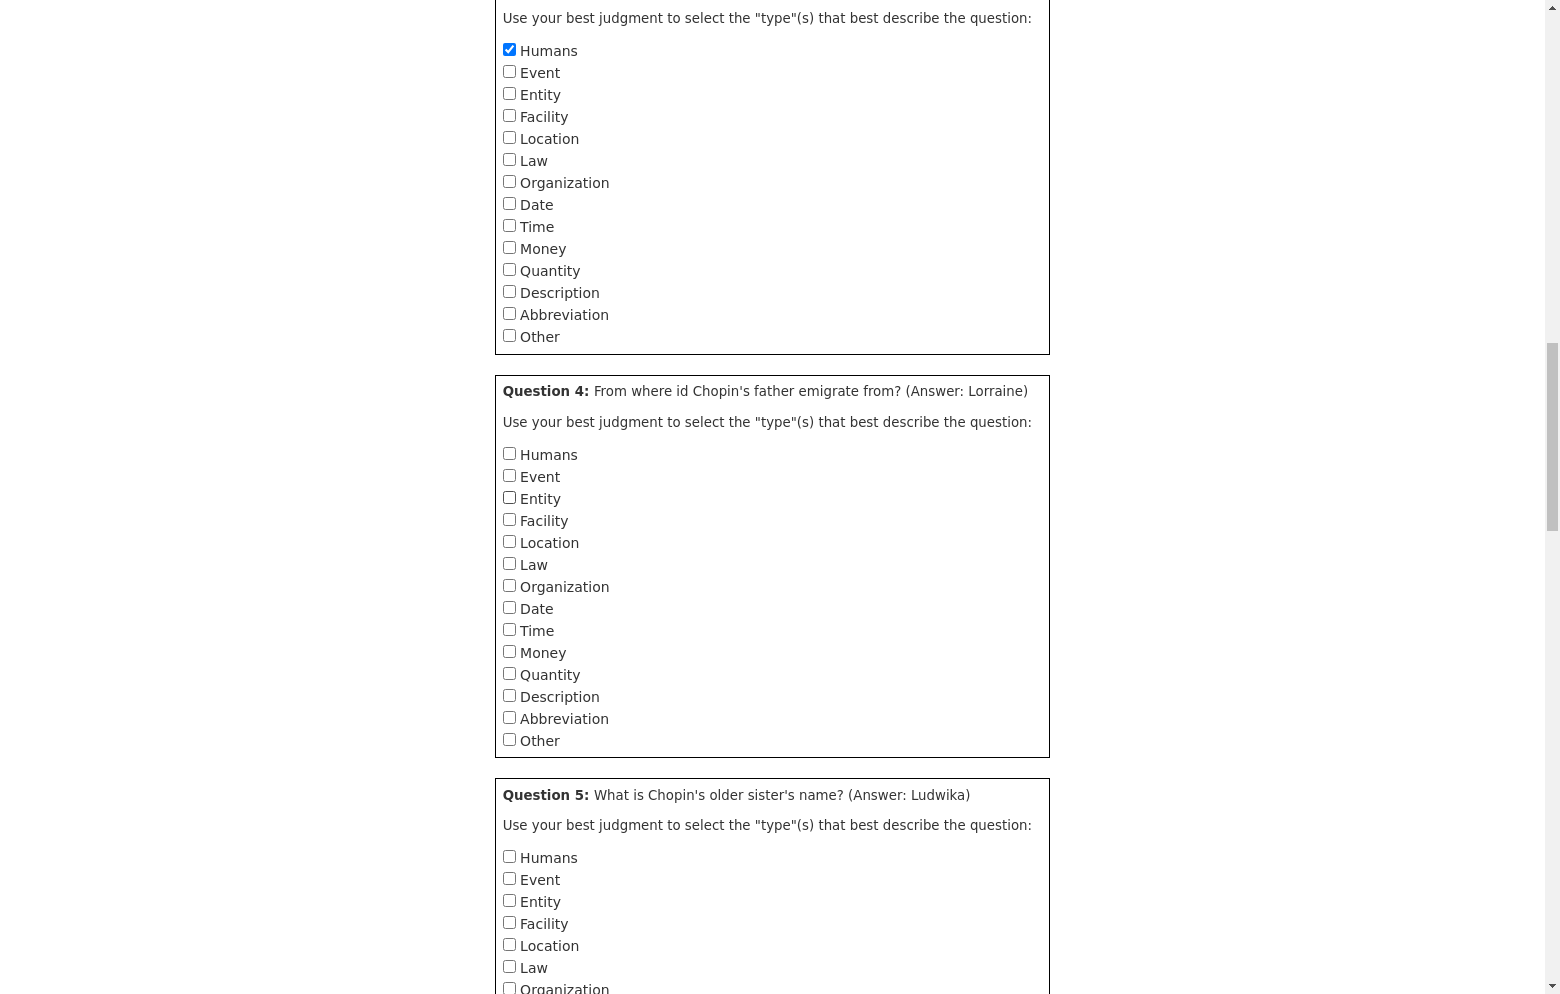 Use your best judgment to select the "type"(s) that best describe the question:
Humans
Event
Entity
Facility
Location
Law
Organization
Date
Time
Money
Quantity
Description
Abbreviation
Other
Question 4: From where id Chopin's father emigrate from? (Answer: Lorraine)
Use your best judgment to select the "type"(s) that best describe the question:
Humans
Event
Entity
Facility
Location
Law
Organization
Date
Time
Money
Quantity
Description
Abbreviation
Other
Question 5: What is Chopin's older sister's name? (Answer: Ludwika)
Use your best judgment to select the "type"(s) that best describe the question:
Humans
Event
Entity
Facility
Location
Law
Organization